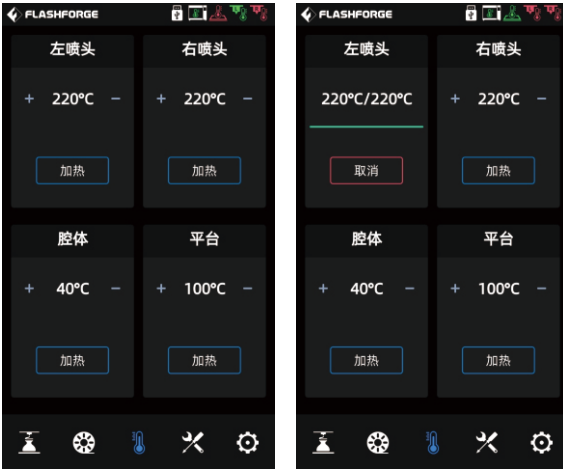 FLASHFORGE
左喷头
右喷头
+ 220°C −
+ 220°C −
加热
加热
腔体
平台
+ 40°C −
+ 100°C −
加热
加热
FLASHFORGE
左喷头
右喷头
220°C/220°C
+ 220°C −
取消
加热
腔体
平台
+ 40°C −
+ 100°C −
加热
加热